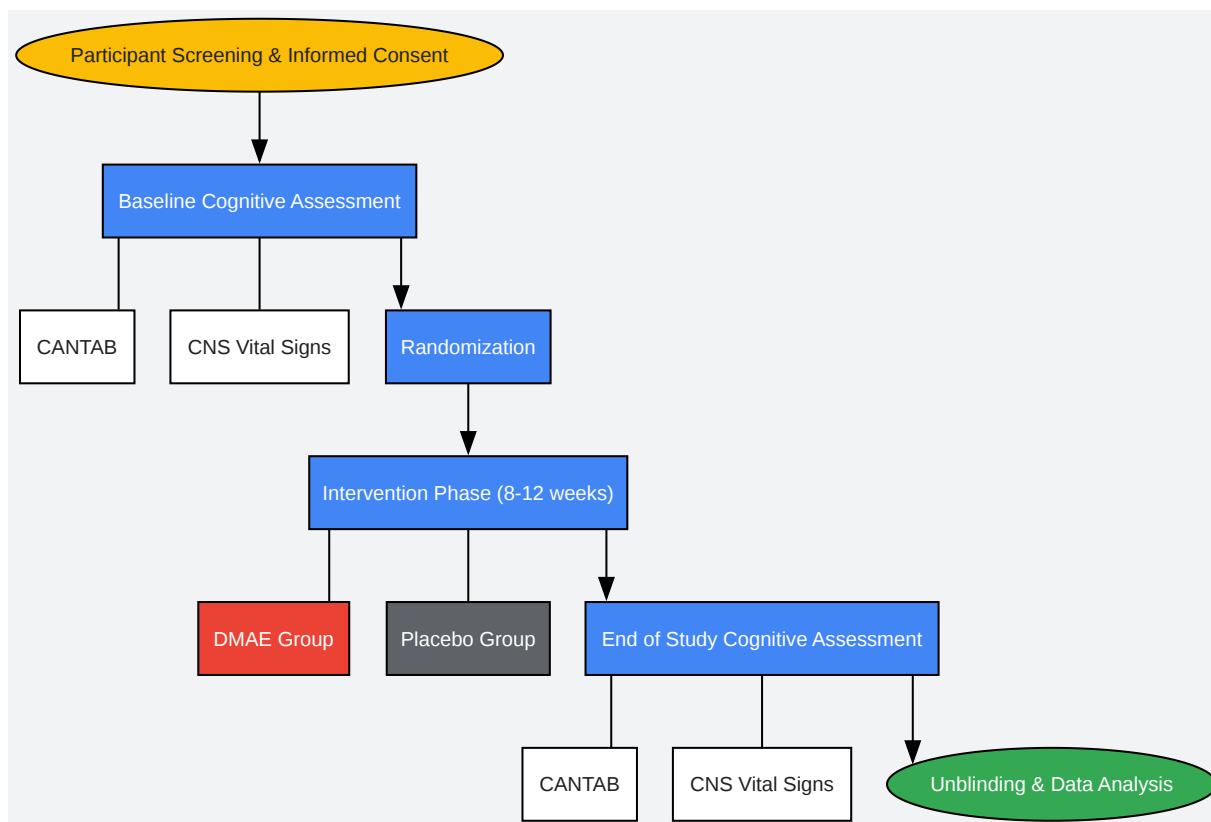 Participant Screening & Informed Consent
Baseline Cognitive Assessment
CANTAB
CNS Vital Signs
Randomization
Intervention Phase (8-12 weeks)
DMAE Group
Placebo Group
End of Study Cognitive Assessment
CANTAB
CNS Vital Signs
Unblinding & Data Analysis